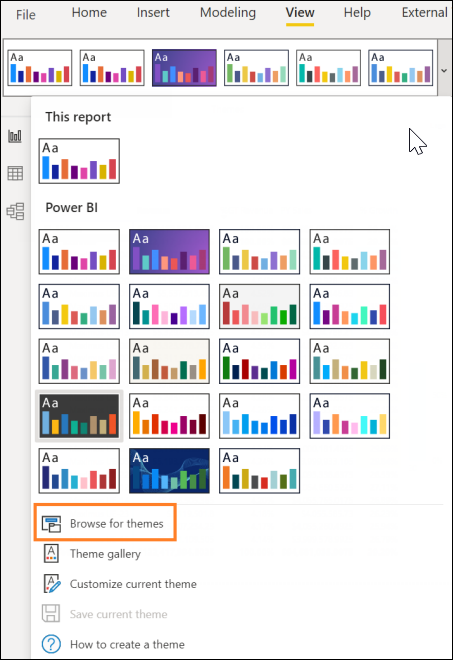 File Home Insert Modeling View Help External
Aa Aa Aa Aa Aa Aa
This report
Aa
Power BI
Aa Aa Aa Aa
Aa Aa Aa Aa
Aa Aa Aa Aa
Aa Aa Aa Aa
Aa Aa Aa
Browse for themes
Theme gallery
Customize current theme
Save current theme
How to create a theme